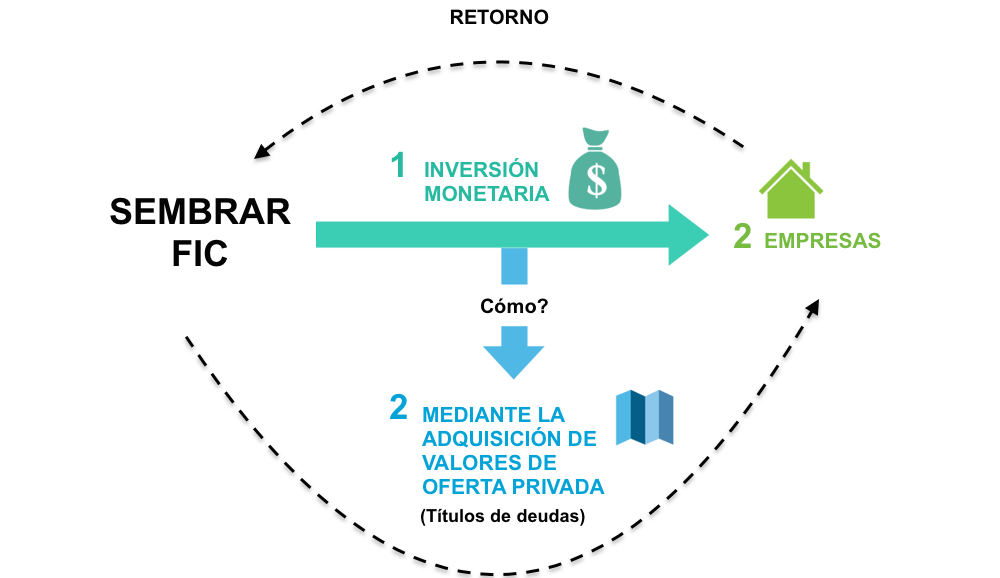 RETORNO
1 INVERSIÓN
MONETARIA
$
SEMBRAR
FIC
2 EMPRESAS
Cómo?
2 MEDIANTE LA
ADQUISICIÓN DE
VALORES DE
OFERTA PRIVADA
(Títulos de deudas)